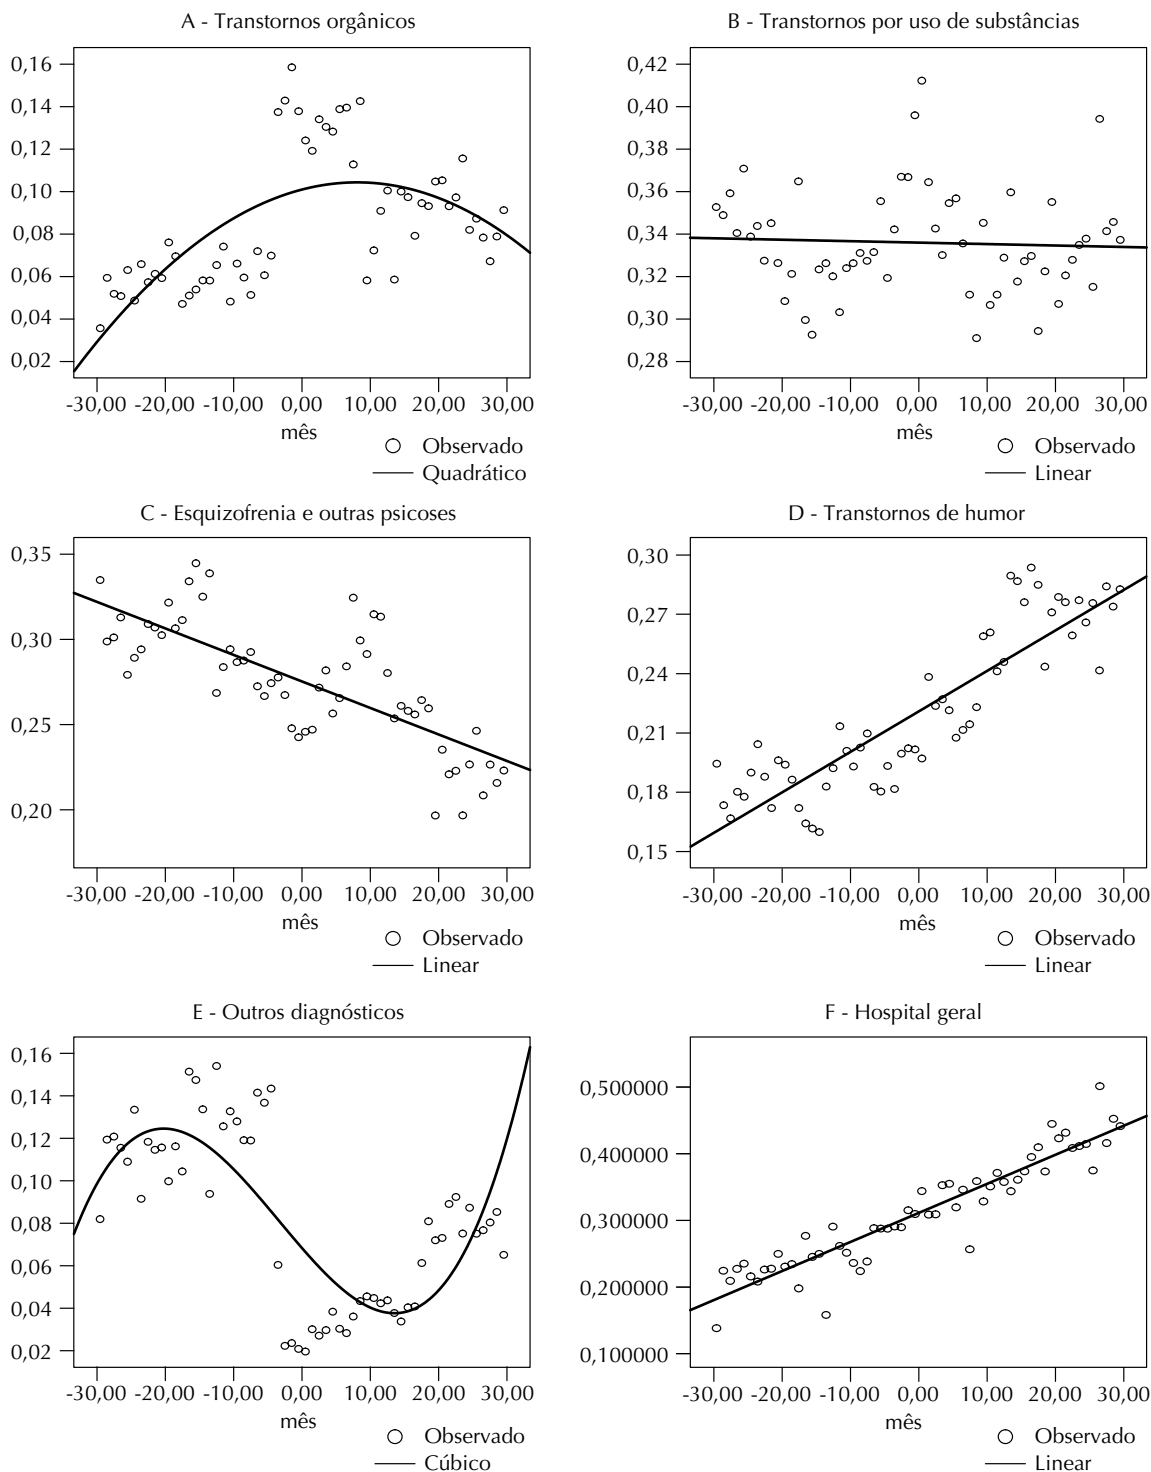 A - Transtornos orgânicos
0,16
0,14
0,12
0,10
0,08
0,06
0,04
0,02
-30,00 -20,00 -10,00 0,00 10,00 20,00 30,00
mês
Observado
Quadrático
B - Transtornos por uso de substâncias
0,42
0,40
0,38
0,36
0,34
0,32
0,30
0,28
-30,00 -20,00 -10,00 0,00 10,00 20,00 30,00
mês
Observado
Linear
C - Esquizofrenia e outras psicoses
0,35
0,30
0,25
0,20
-30,00 -20,00 -10,00 0,00 10,00 20,00 30,00
mês
Observado
Linear
D - Transtornos de humor
0,30
0,27
0,24
0,21
0,18
0,15
-30,00 -20,00 -10,00 0,00 10,00 20,00 30,00
mês
Observado
Linear
E - Outros diagnósticos
0,16
0,14
0,12
0,10
0,08
0,06
0,04
0,02
-30,00 -20,00 -10,00 0,00 10,00 20,00 30,00
mês
Observado
Cúbico
F - Hospital geral
0,500000
0,400000
0,300000
0,200000
0,100000
-30,00 -20,00 -10,00 0,00 10,00 20,00 30,00
mês
Observado
Linear